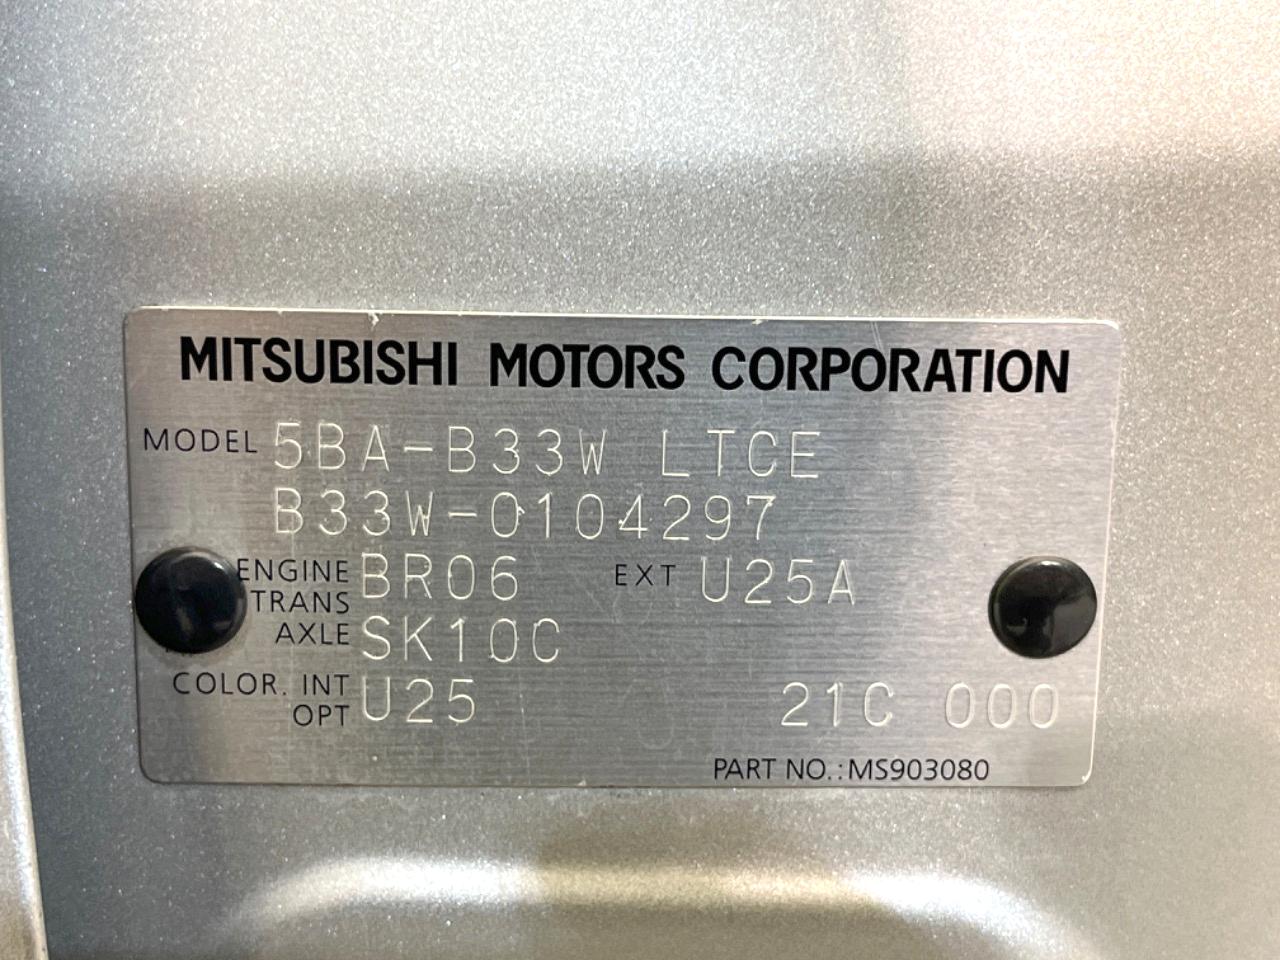 MITSUBISHI MOTORS CORPORATION
MODEL 5BA-B33W LTCE
B33W-0104297
ENGINE BR06 EXT U25A
TRANS
AXLE SK10C
COLOR. INT U25 21C 000
OPT
PART NO.:MS903080